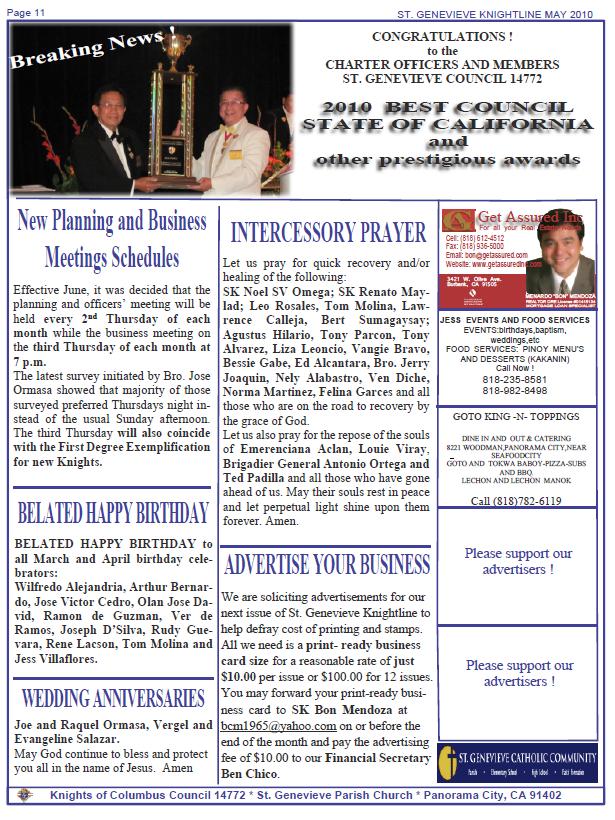 Page 11
ST. GENEVIEVE KNIGHTLINE MAY 2010
Breaking News !
CONGRATULATIONS !
to the
CHARTER OFFICERS AND MEMBERS
ST. GENEVIEVE COUNCIL 14772
2010 BEST COUNCIL
STATE OF CALIFORNIA
and
other prestigious awards
New Planning and Business
Meetings Schedules
Effective June, it was decided that the
planning and officers' meeting will be
held every 2nd Thursday of each
month while the business meeting on
the third Thursday of each month at
7 p.m.
The latest survey initiated by Bro. Jose
Ormasa showed that majority of those
surveyed preferred Thursdays night in-
stead of the usual Sunday afternoon.
The third Thursday will also coincide
with the First Degree Exemplification
for new Knights.
BELATED HAPPY BIRTHDAY
BELATED HAPPY BIRTHDAY to
all March and April birthday cele-
brators:
Wilfredo Alejandria, Arthur Bernar-
do, Jose Victor Cedro, Olan Jose Da-
vid, Ramon de Guzman, Ver de
Ramos, Joseph D'Silva, Rudy Gue-
vara, Rene Lacson, Tom Molina and
Jess Villaflores.
WEDDING ANNIVERSARIES
Joe and Raquel Ormasa, Vergel and
Evangeline Salazar.
May God continue to bless and protect
you all in the name of Jesus. Amen
INTERCESSORY PRAYER
Let us pray for quick recovery and/or
healing of the following:
SK Noel SV Omega; SK Renato May-
lad; Leo Rosales, Tom Molina, Law-
rence Calleja, Bert Sumagaysay;
Agustus Hilario, Tony Parcon, Tony
Alvarez, Liza Leoncio, Vangie Bravo,
Bessie Gabe, Ed Alcantara, Bro. Jerry
Joaquin, Nely Alabastro, Ven Diche,
Norma Martinez, Felina Garces and all
those who are on the road to recovery by
the grace of God.
Let us also pray for the repose of the souls
of Emerenciana Aclan, Louie Viray,
Brigadier General Antonio Ortega and
Ted Padilla and all those who have gone
ahead of us. May their souls rest in peace
and let perpetual light shine upon them
forever. Amen.
ADVERTISE YOUR BUSINESS
We are soliciting advertisements for our
next issue of St. Genevieve Knightline to
help defray cost of printing and stamps.
All we need is a print- ready business
card size for a reasonable rate of just
$10.00 per issue or $100.00 for 12 issues.
You may forward your print-ready busi-
ness card to SK Bon Mendoza at
bcm1965@yahoo.com on or before the
end of the month and pay the advertising
fee of $10.00 to our Financial Secretary
Ben Chico.
Get Assured Inc
For all your Real Estate Needs
Cell: (818) 612-4512
Fax: (818) 936-5000
Email: bon@getassured.com
Website: www.getassuredinc.com
3421 W. Olive Ave.
Burbank, CA 91505
MENARDO "BON" MENDOZA
MORTGAGE LOAN SPECIALIST
JESS EVENTS AND FOOD SERVICES
EVENTS:birthdays,baptism,
weddings,etc
FOOD SERVICES: PINOY MENU'S
AND DESSERTS (KAKANIN)
Call Now !
818-235-8581
818-982-8498
GOTO KING -N- TOPPINGS
DINE IN AND OUT & CATERING
8221 WOODMAN,PANORAMA CITY,NEAR
SEAFOODCITY
GOTO AND TOKWA BABOY-PIZZA-SUBS
AND BBQ.
LECHON AND LECHON MANOK
Call (818)782-6119
Please support our
advertisers !
Please support our
advertisers !
ST. GENEVIEVE CATHOLIC COMMUNITY
Parish · Elementary School · High School · Faith Formation
Knights of Columbus Council 14772 * St. Genevieve Parish Church * Panorama City, CA 91402